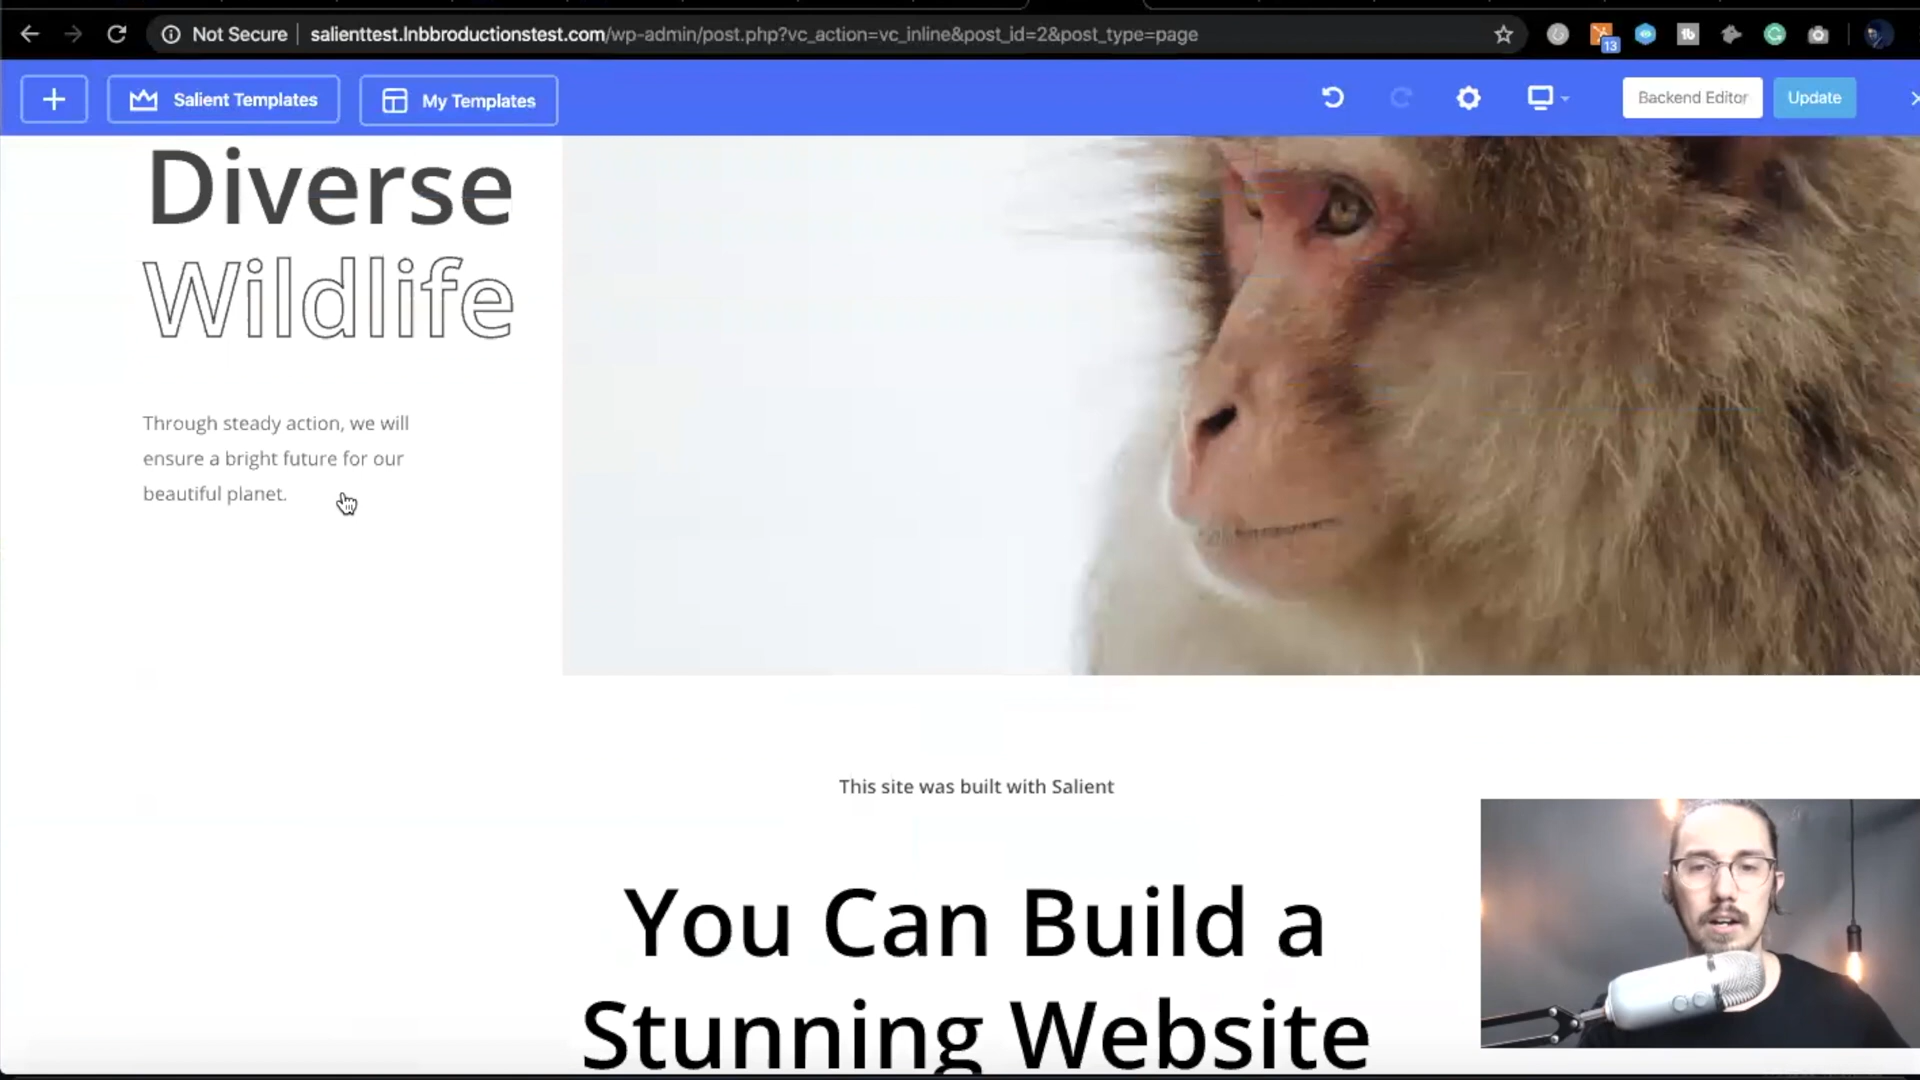 Not Secure
salienttest.lnbbroductionstest.com/wp-admin/post.php?vc_action=vc_inline&post_id=2&post_type=page
13
Salient Templates
My Templates
Backend Editor
Update
Diverse
Wildlife
Through steady action, we will
ensure a bright future for our
beautiful planet.
This site was built with Salient
You Can Build a
Stunning Website